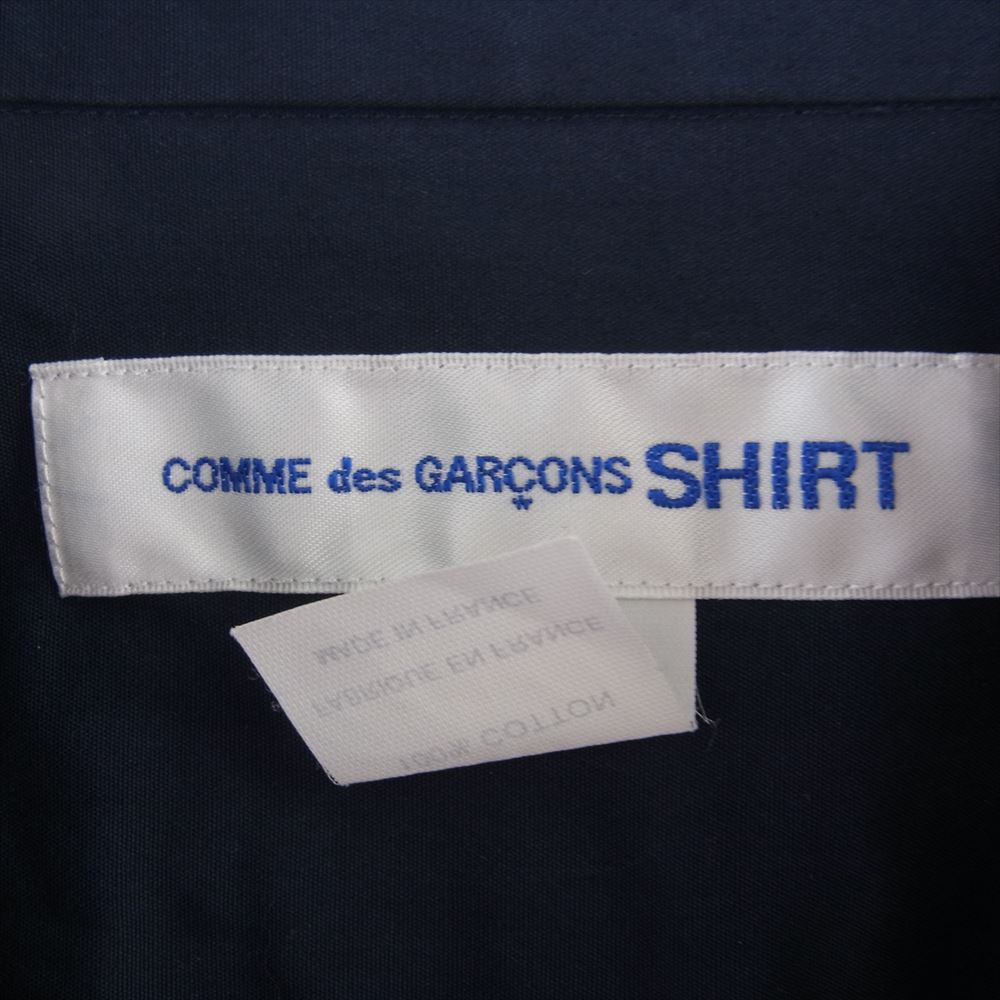 COMME des GARÇONS SHIRT
MADE IN FRANCE
FABRIQUE EN FRANCE
100% COTTON